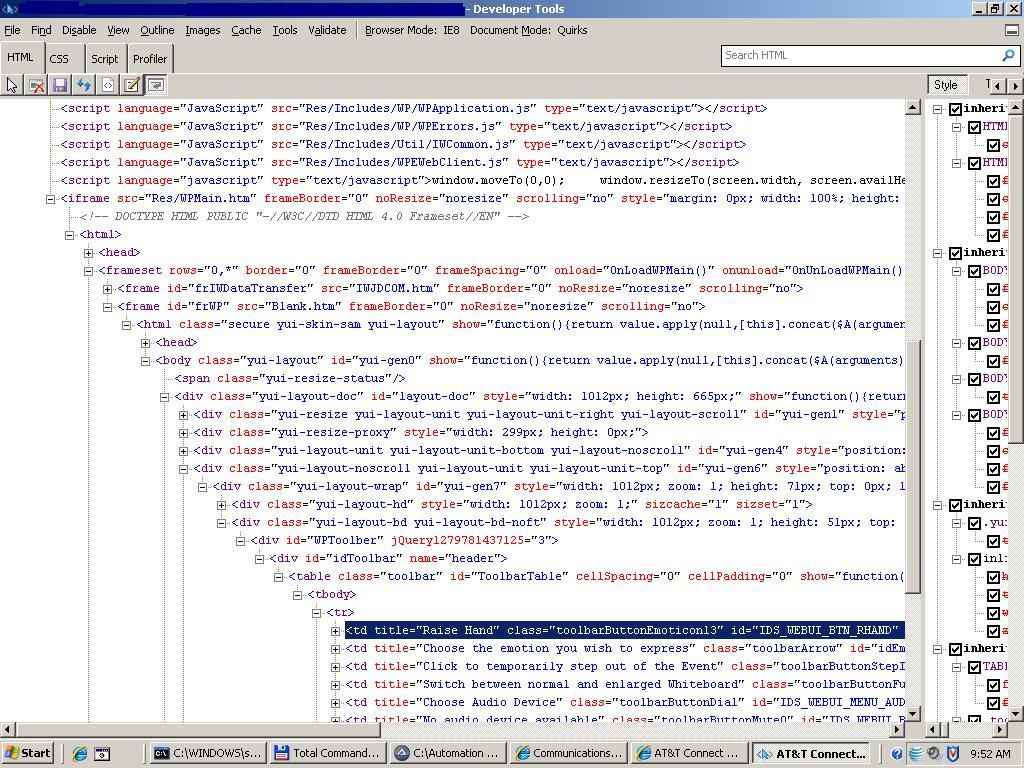 - Developer Tools
File Find Disable View Outline Images Cache Tools Validate Browser Mode: IE8 Document Mode: Quirks
HTML CSS Script Profiler Search HTML
Style
<script language="JavaScript" src="Res/Includes/WP/WPApplication.js" type="text/javascript"></script>
<script language="JavaScript" src="Res/Includes/WP/WPErrors.js" type="text/javascript"></script>
<script language="JavaScript" src="Res/Includes/Util/IWCommon.js" type="text/javascript"></script>
<script language="JavaScript" src="Res/Includes/WPEWebClient.js" type="text/javascript"></script>
<script language="javascript" type="text/javascript">window.moveTo(0,0); window.resizeTo(screen.width, screen.availHe
<iframe src="Res/WPMain.htm" frameBorder="0" noResize="noresize" scrolling="no" style="margin: 0px; width: 100%; height:
<!-- DOCTYPE HTML PUBLIC "-//W3C//DTD HTML 4.0 Frameset//EN" -->
<html>
<head>
<frameset rows="0,*" border="0" frameBorder="0" frameSpacing="0" onload="OnLoadWPMain()" onunload="OnUnLoadWPMain()
<frame id="frIWDataTransfer" src="IWJDCOM.htm" frameBorder="0" noResize="noresize" scrolling="no">
<frame id="frWP" src="Blank.htm" frameBorder="0" noResize="noresize" scrolling="no">
<html class="secure yui-skin-sam yui-layout" show="function(){return value.apply(null,[this].concat($A(argumen
<head>
<body class="yui-layout" id="yui-gen0" show="function(){return value.apply(null,[this].concat($A(arguments)
<span class="yui-resize-status"/>
<div class="yui-layout-doc" id="layout-doc" style="width: 1012px; height: 665px;" show="function(){return
<div class="yui-resize yui-layout-unit yui-layout-unit-right yui-layout-scroll" id="yui-gen1" style="p
<div class="yui-resize-proxy" style="width: 299px; height: 0px;">
<div class="yui-layout-unit yui-layout-unit-bottom yui-layout-noscroll" id="yui-gen4" style="position:
<div class="yui-layout-noscroll yui-layout-unit yui-layout-unit-top" id="yui-gen6" style="position: ab
<div class="yui-layout-wrap" id="yui-gen7" style="width: 1012px; zoom: 1; height: 71px; top: 0px; l
<div class="yui-layout-hd" style="width: 1012px; zoom: 1;" sizcache="1" sizset="1">
<div class="yui-layout-bd yui-layout-bd-noft" style="width: 1012px; zoom: 1; height: 51px; top:
<div id="WPToolber" jQuery1279781437125="3">
<div id="idToolbar" name="header">
<table class="toolbar" id="ToolbarTable" cellSpacing="0" cellPadding="0" show="function(
<tbody>
<tr>
<td title="Raise Hand" class="toolbarButtonEmoticon13" id="IDS_WEBUI_BTN_RHAND"
<td title="Choose the emotion you wish to express" class="toolbarArrow" id="idEm
<td title="Click to temporarily step out of the Event" class="toolbarButtonStepI
<td title="Switch between normal and enlarged Whiteboard" class="toolbarButtonFu
<td title="Choose Audio Device" class="toolbarButtonDial" id="IDS_WEBUI_MENU_AUD
<td title="No audio device available" class="toolbarButtonMute0" id="IDS_WEBUI_B
inheri
HTMl
HTMl
inheri
BODY
BODY
BODY
BODY
inheri
.yu
inl:
inheri
TABI
Start C:\WINDOWS\s... Total Command... C:\Automation ... Communications... AT&T Connect ... AT&T Connect... 9:52 AM